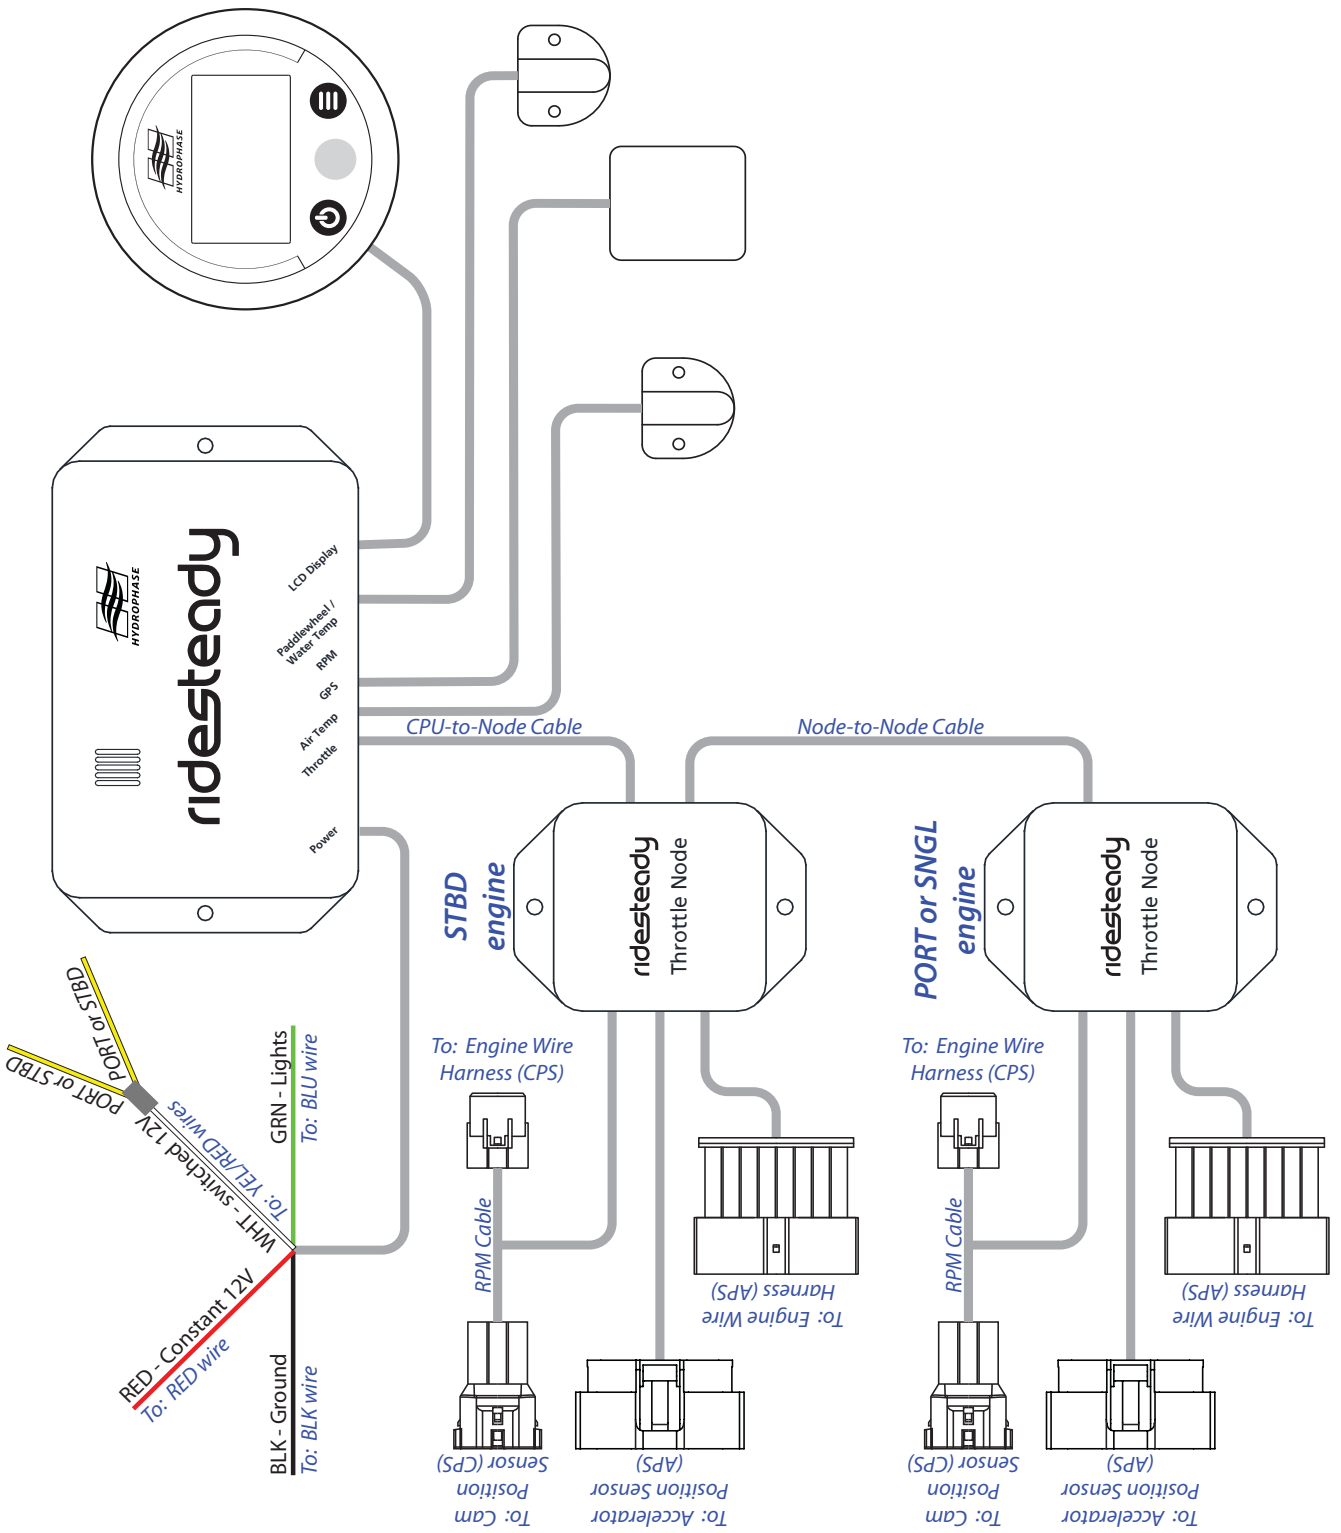 HYDROPHASE
HYDROPHASE
ridesteady
LCD Display
Paddlewheel /
Water Temp
RPM
GPS
Air Temp
Throttle
Power
CPU-to-Node Cable
Node-to-Node Cable
STBD
engine
ridesteady
Throttle Node
PORT or SNGL
engine
ridesteady
Throttle Node
PORT or STBD
PORT or STBD
WHT - switched 12V
To: YEL/RED wires
GRN - Lights
To: BLU wire
RED - Constant 12V
To: RED wire
BLK - Ground
To: BLK wire
To: Engine Wire
Harness (CPS)
RPM Cable
To: Engine Wire
Harness (APS)
To: Cam
Position
Sensor (CPS)
To: Accelerator
Position Sensor
(APS)
To: Engine Wire
Harness (CPS)
RPM Cable
To: Engine Wire
Harness (APS)
To: Cam
Position
Sensor (CPS)
To: Accelerator
Position Sensor
(APS)